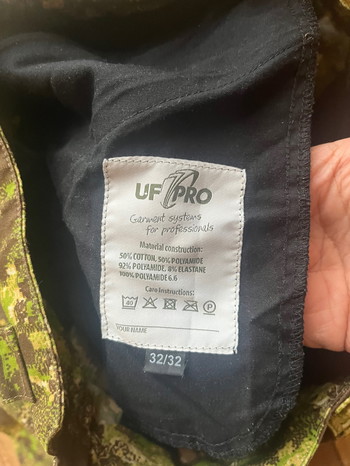 UF PRO
Garment systems
for professionals
Material construction:
50% COTTON, 50% POLYAMIDE
92% POLYAMIDE, 8% ELASTANE
100% POLYAMIDE 6.6
Care Instructions:
40 P
YOUR NAME
32/32